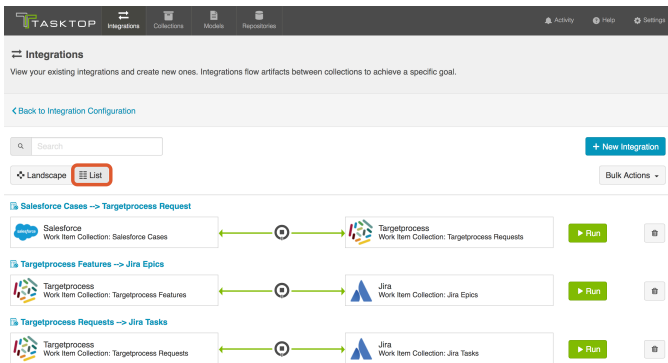 TASKTOP
Integrations
Collections
Models
Repositories
Activity
Help
Settings
Integrations
View your existing integrations and create new ones. Integrations flow artifacts between collections to achieve a specific goal.
Back to Integration Configuration
Search
+ New Integration
Landscape
List
Bulk Actions
Salesforce Cases --> Targetprocess Request
salesforce
Salesforce
Work Item Collection: Salesforce Cases
Targetprocess
Work Item Collection: Targetprocess Requests
Run
Targetprocess Features --> Jira Epics
Targetprocess
Work Item Collection: Targetprocess Features
Jira
Work Item Collection: Jira Epics
Run
Targetprocess Requests --> Jira Tasks
Targetprocess
Work Item Collection: Targetprocess Requests
Jira
Work Item Collection: Jira Tasks
Run